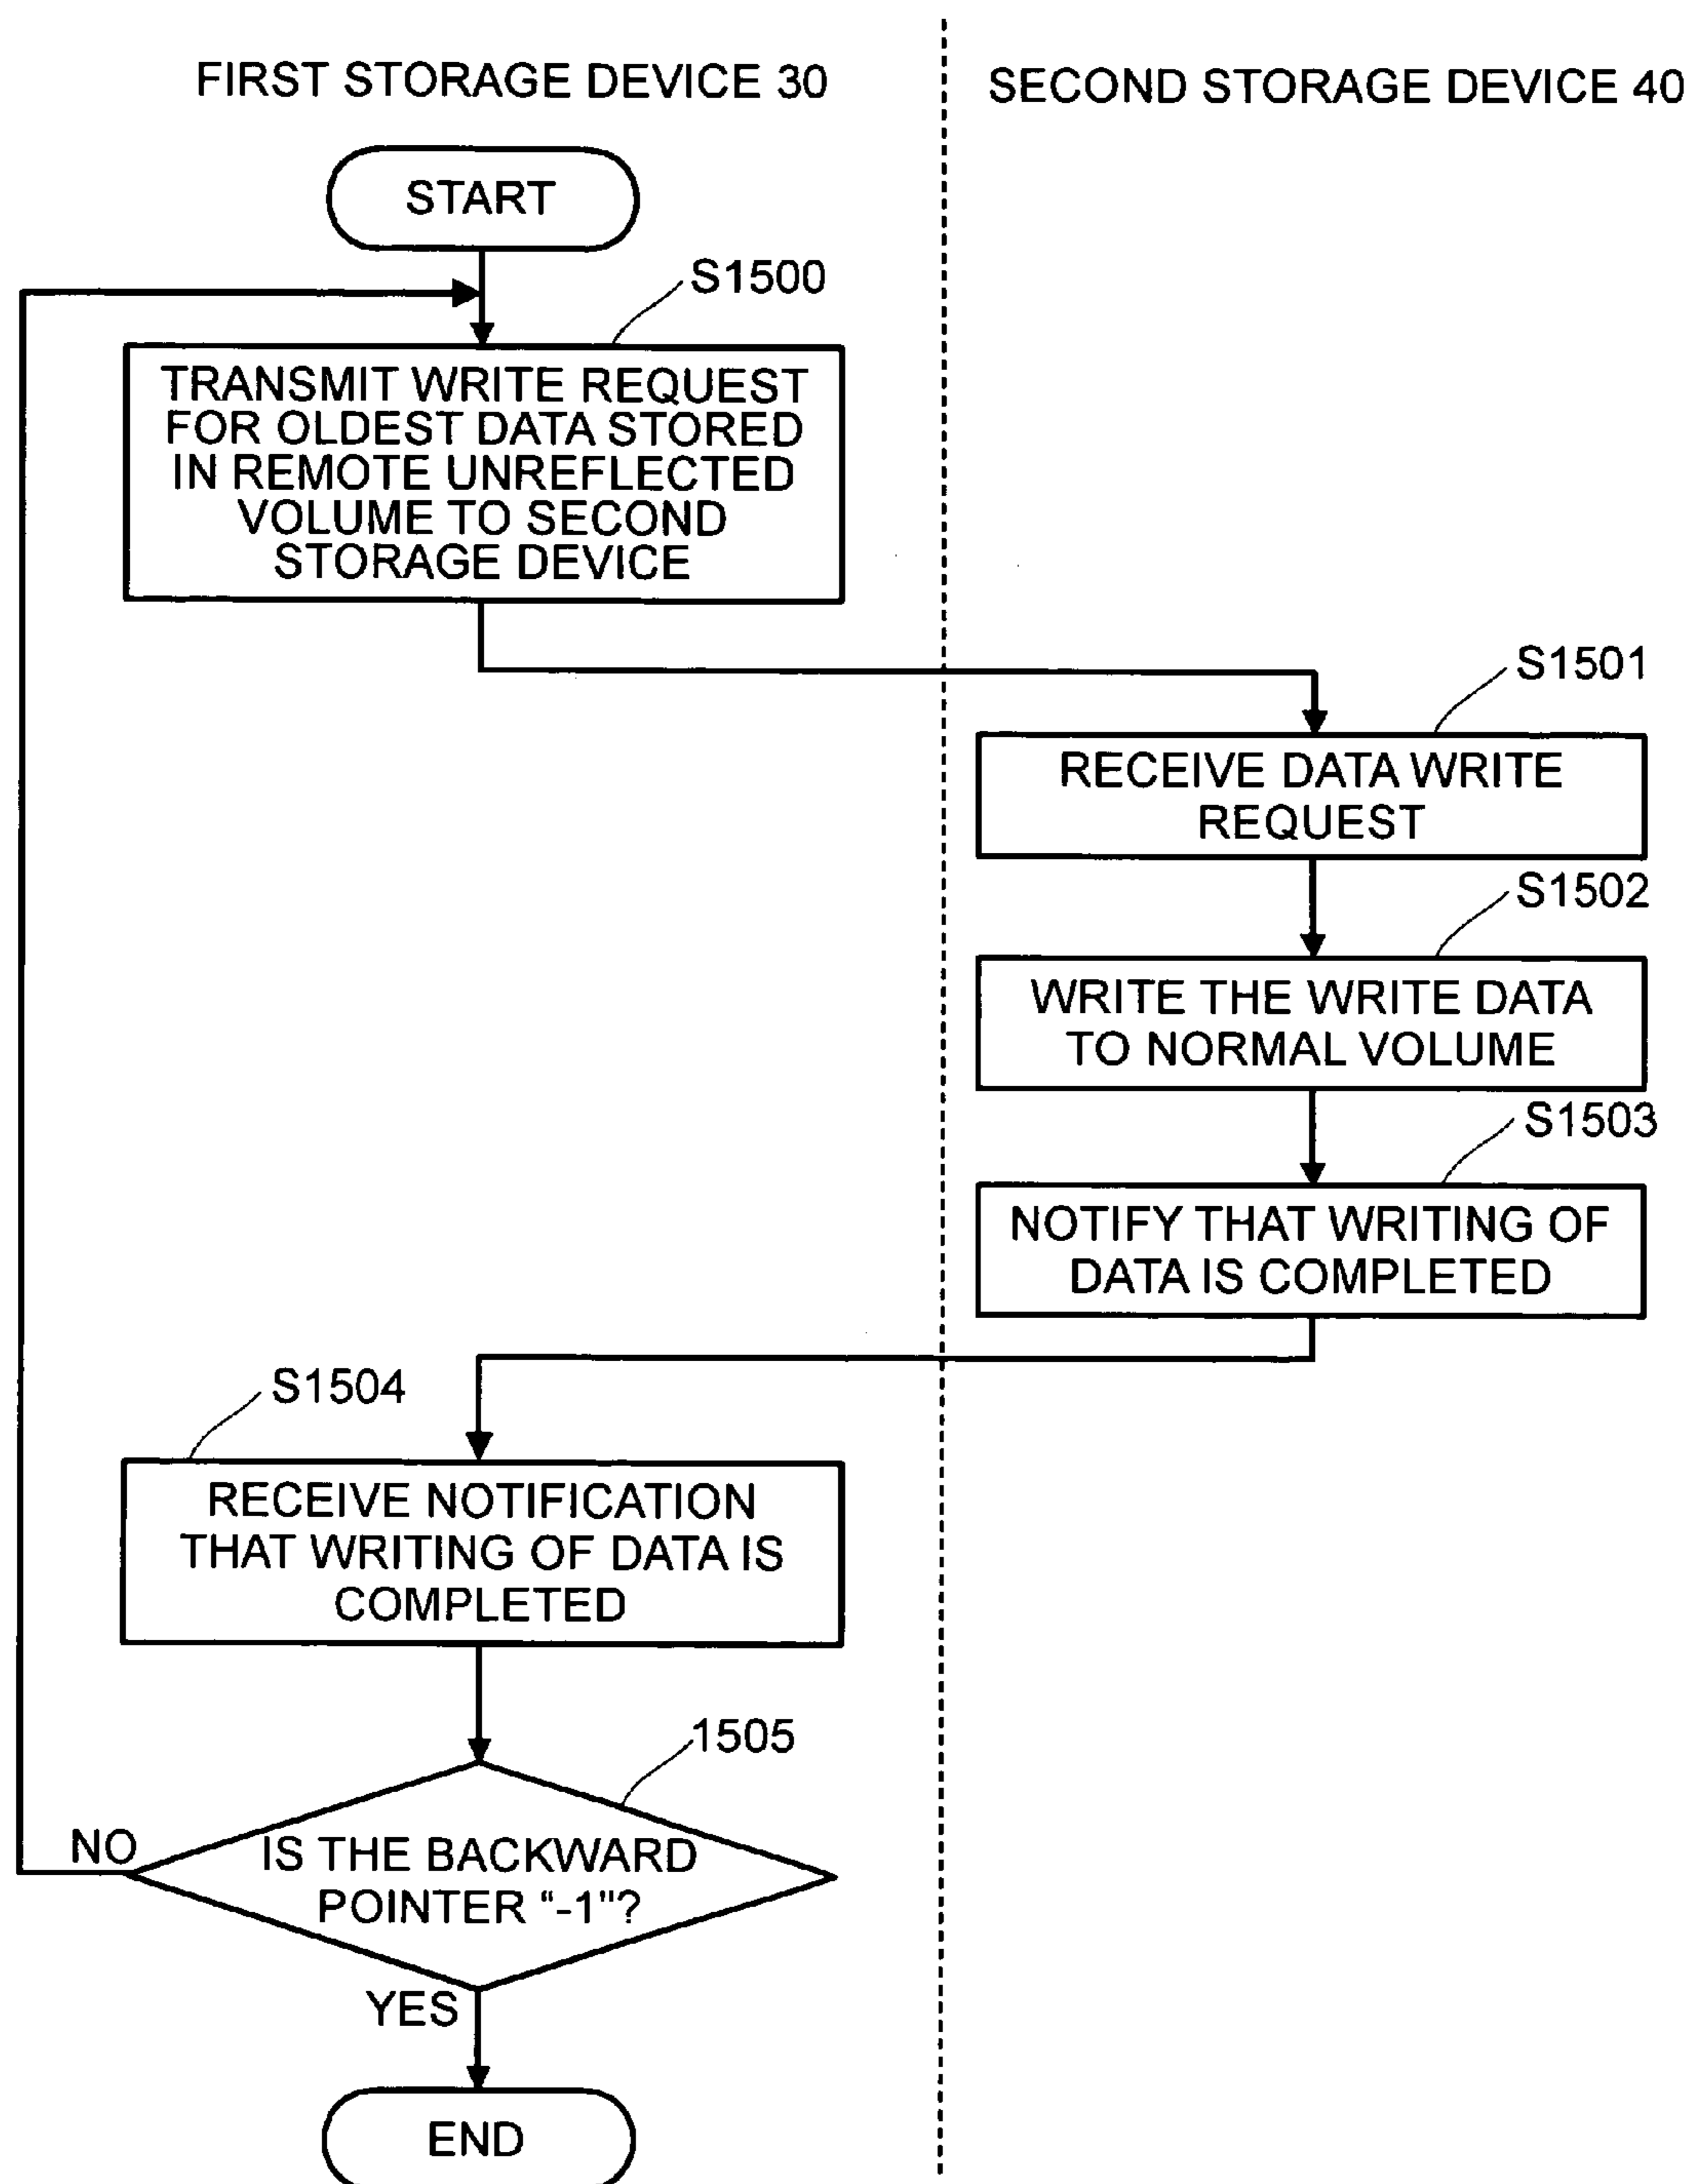 FIRST STORAGE DEVICE 30
SECOND STORAGE DEVICE 40
START
S1500
TRANSMIT WRITE REQUEST
FOR OLDEST DATA STORED
IN REMOTE UNREFLECTED
VOLUME TO SECOND
STORAGE DEVICE
S1501
RECEIVE DATA WRITE
REQUEST
S1502
WRITE THE WRITE DATA
TO NORMAL VOLUME
S1503
NOTIFY THAT WRITING OF
DATA IS COMPLETED
S1504
RECEIVE NOTIFICATION
THAT WRITING OF DATA IS
COMPLETED
1505
NO
IS THE BACKWARD
POINTER “-1”?
YES
END